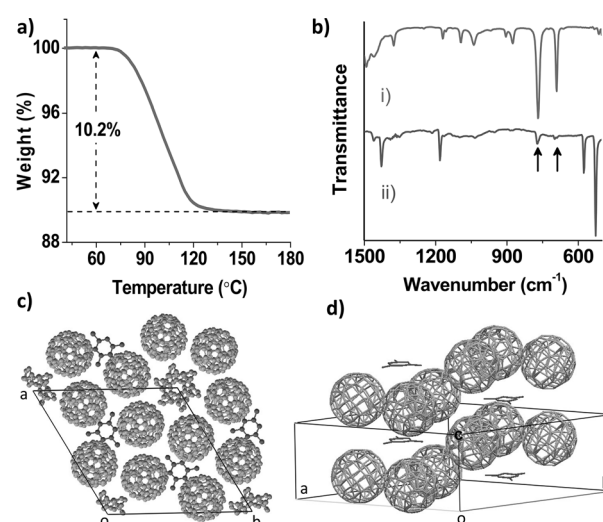 a)
100
96
92
88
10.2%
Weight (%)
60
90
120
150
180
Temperature (°C)
b)
Transmittance
i)
ii)
1500
1200
900
600
Wavenumber (cm-1)
c)
a
o
b
d)
c
a
o